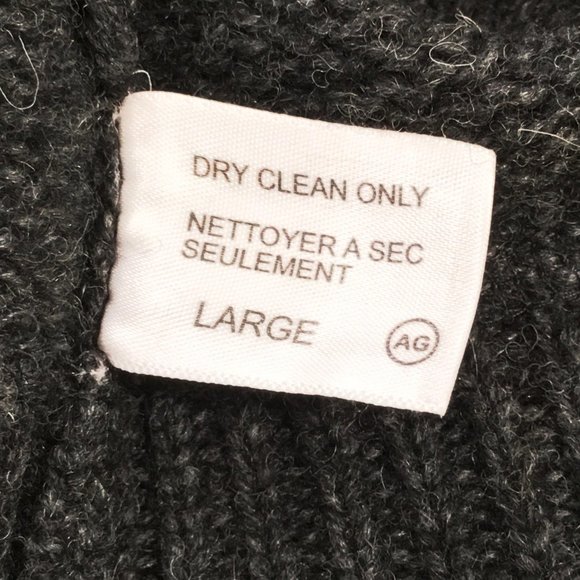 DRY CLEAN ONLY
NETTOYER A SEC
SEULEMENT
LARGE
AG